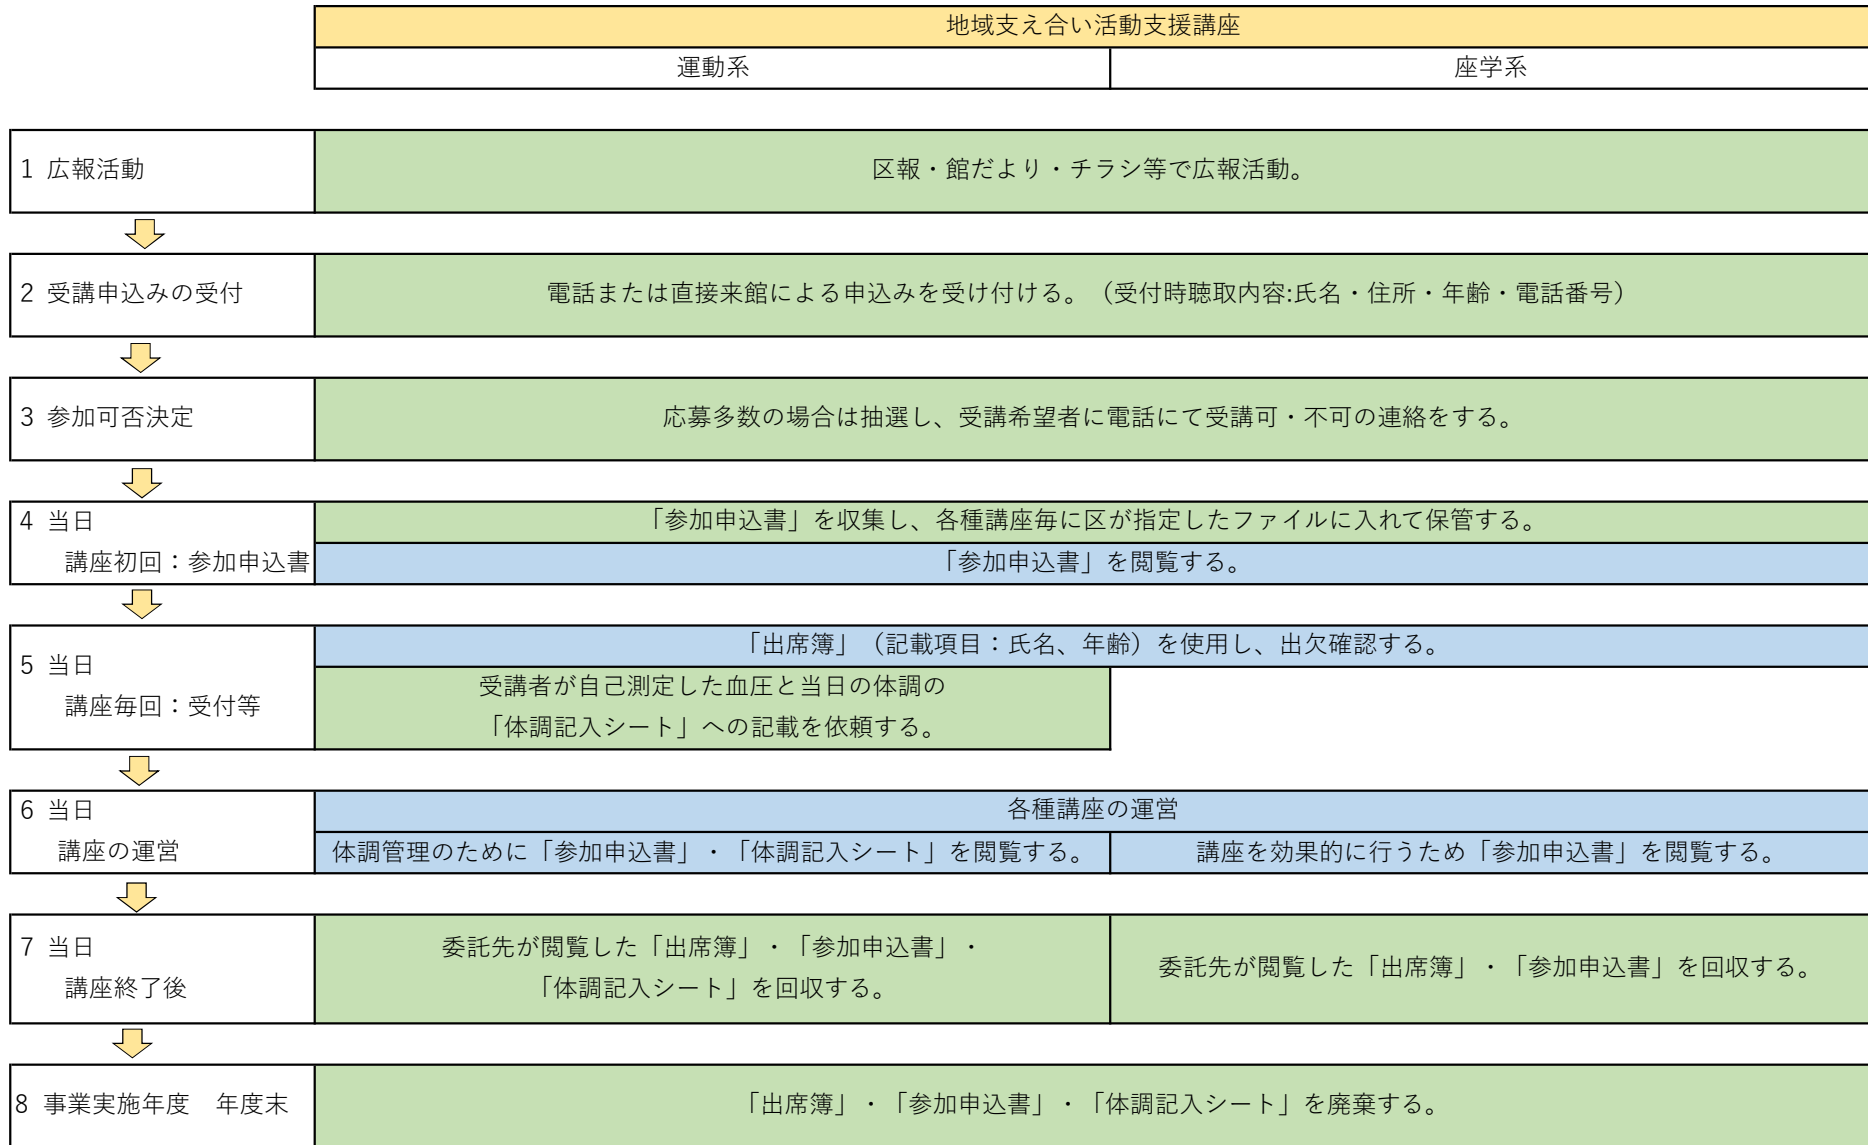 地域支え合い活動支援講座
運動系
座学系
1 広報活動
区報・館だより・チラシ等で広報活動。
2 受講申込みの受付
電話または直接来館による申込みを受け付ける。（受付時聴取内容:氏名・住所・年齢・電話番号）
3 参加可否決定
応募多数の場合は抽選し、受講希望者に電話にて受講可・不可の連絡をする。
4 当日
講座初回：参加申込書
「参加申込書」を収集し、各種講座毎に区が指定したファイルに入れて保管する。
「参加申込書」を閲覧する。
5 当日
講座毎回：受付等
「出席簿」（記載項目：氏名、年齢）を使用し、出欠確認する。
受講者が自己測定した血圧と当日の体調の
「体調記入シート」への記載を依頼する。
6 当日
講座の運営
各種講座の運営
体調管理のために「参加申込書」・「体調記入シート」を閲覧する。
講座を効果的に行うため「参加申込書」を閲覧する。
7 当日
講座終了後
委託先が閲覧した「出席簿」・「参加申込書」・
「体調記入シート」を回収する。
委託先が閲覧した「出席簿」・「参加申込書」を回収する。
8 事業実施年度　年度末
「出席簿」・「参加申込書」・「体調記入シート」を廃棄する。